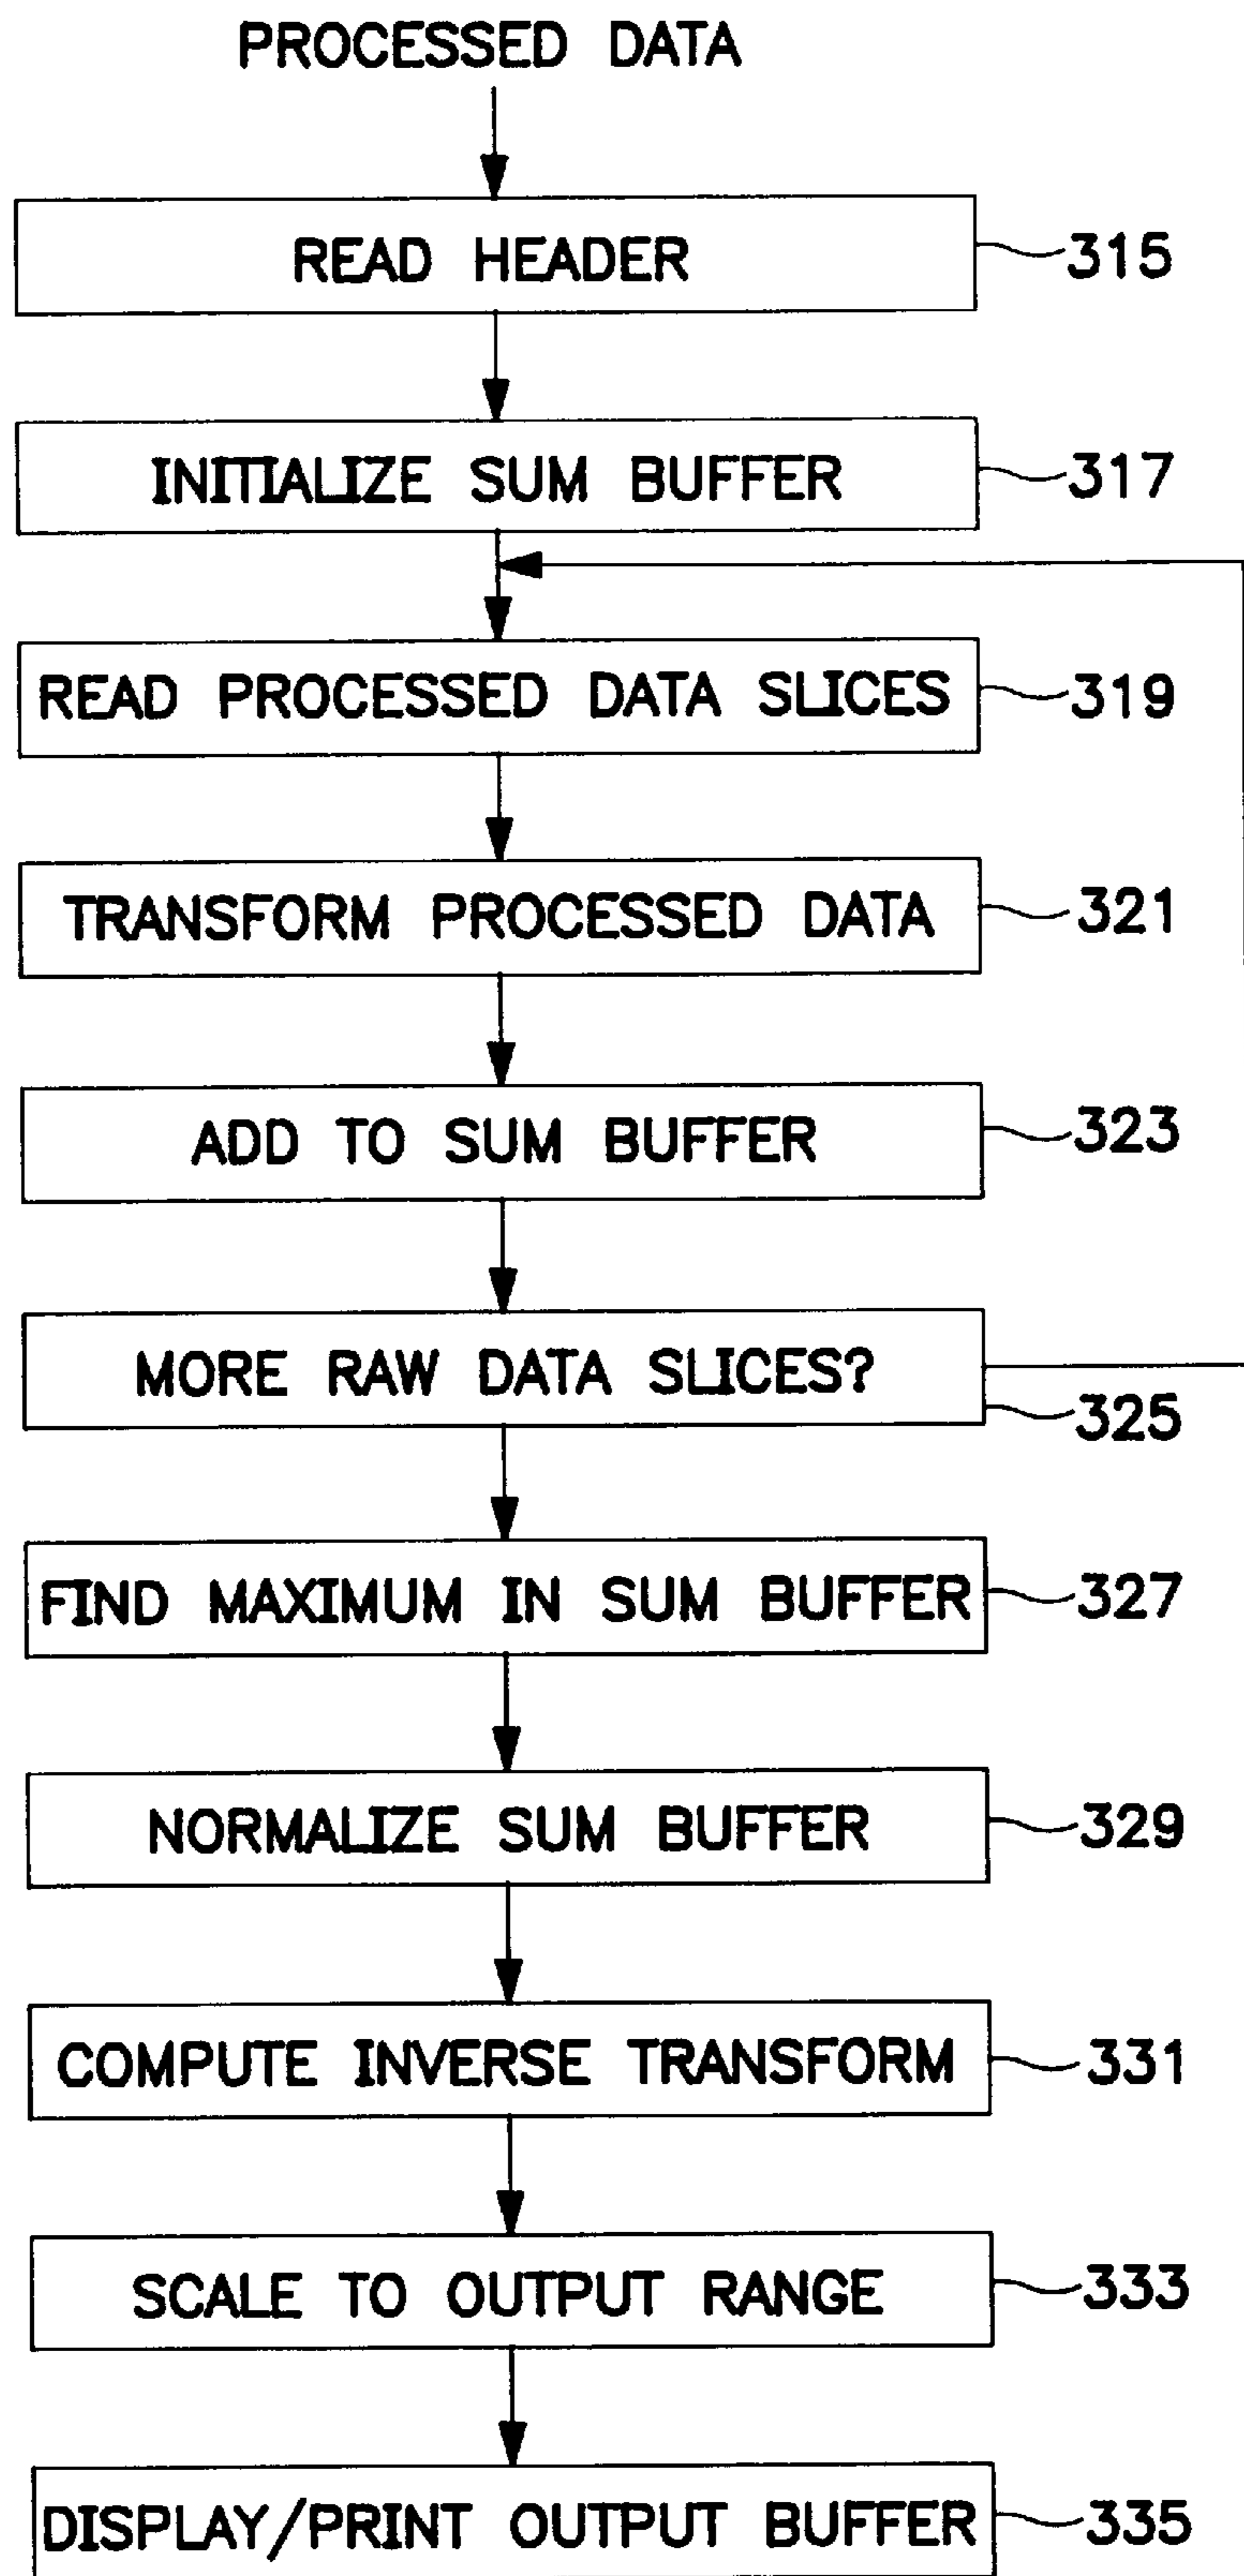 PROCESSED DATA
READ HEADER 315
INITIALIZE SUM BUFFER 317
READ PROCESSED DATA SLICES 319
TRANSFORM PROCESSED DATA 321
ADD TO SUM BUFFER 323
MORE RAW DATA SLICES? 325
FIND MAXIMUM IN SUM BUFFER 327
NORMALIZE SUM BUFFER 329
COMPUTE INVERSE TRANSFORM 331
SCALE TO OUTPUT RANGE 333
DISPLAY/PRINT OUTPUT BUFFER 335